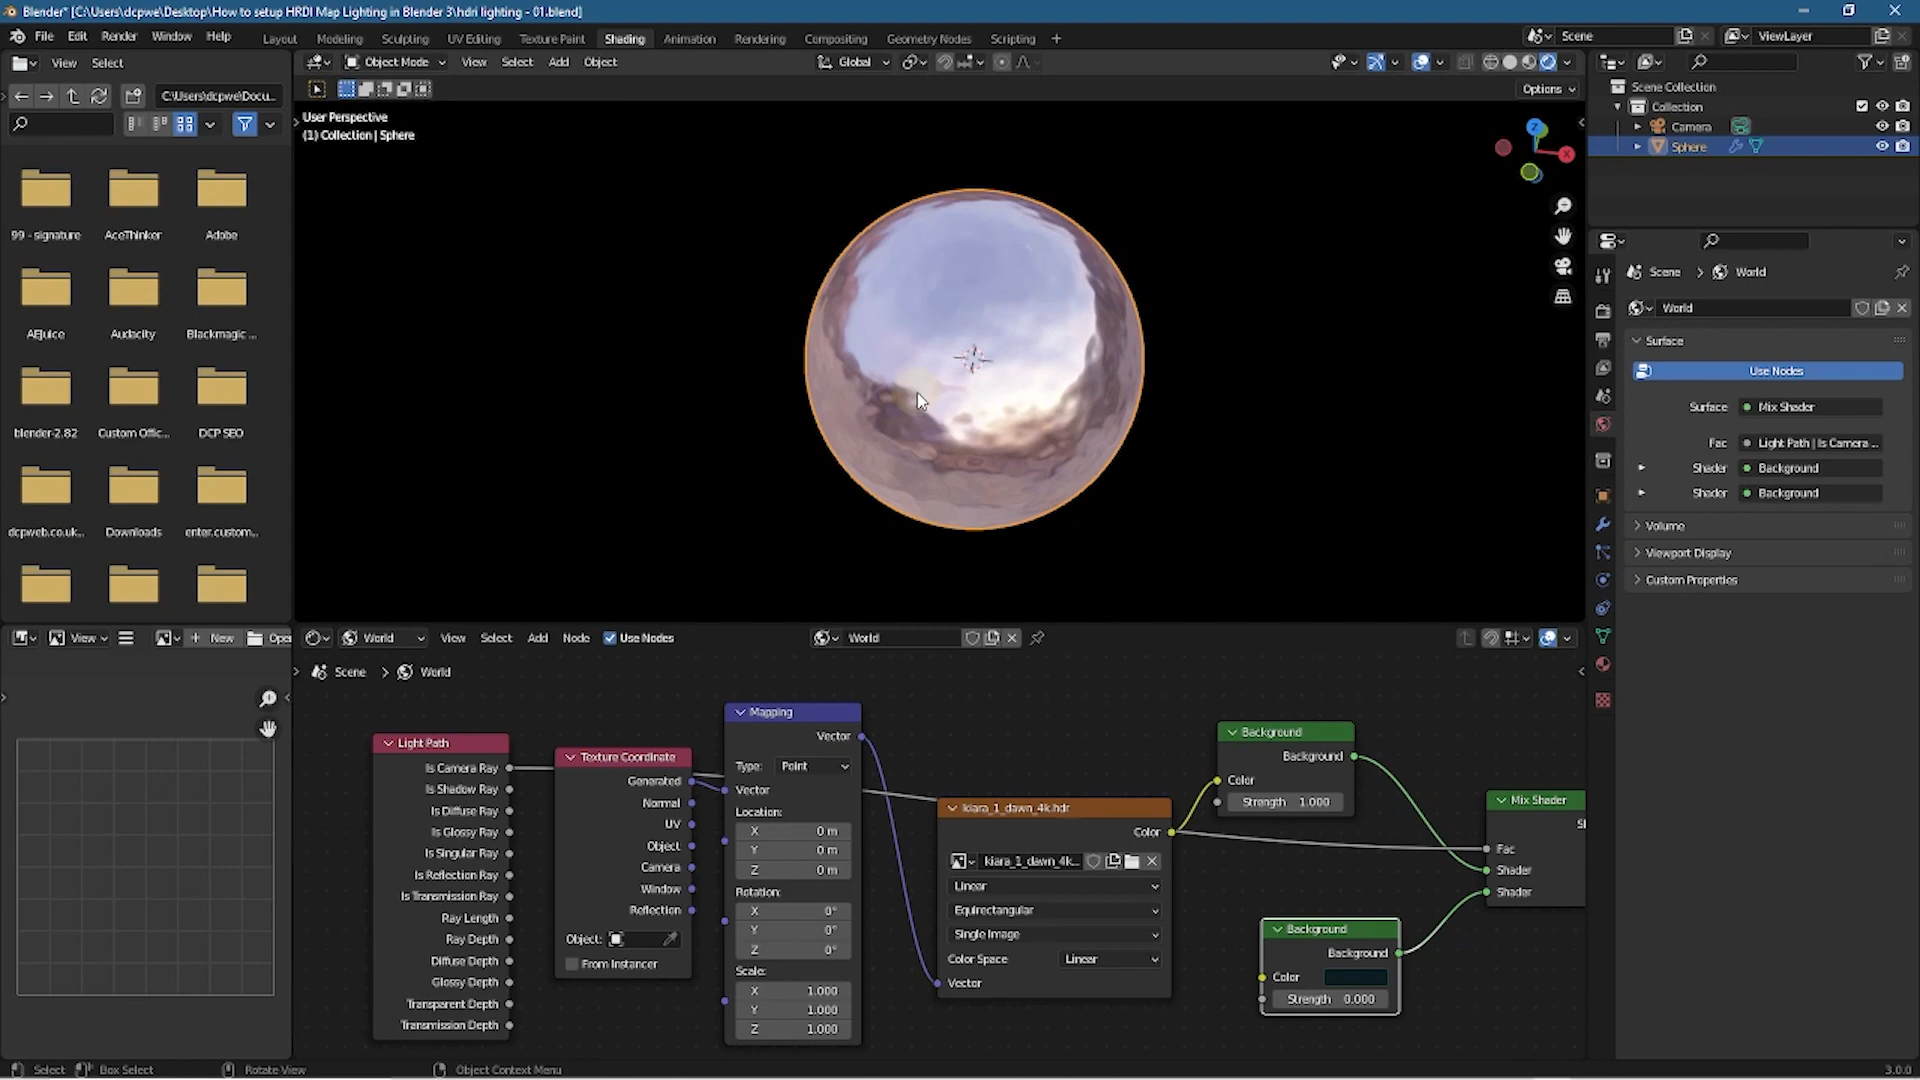 Blender* [C:\Users\dcpwe\Desktop\How to setup HRDI Map Lighting in Blender 3\hdri lighting - 01.blend]
File Edit Render Window Help
Layout Modeling Sculpting UV Editing Texture Paint Shading Animation Rendering Compositing Geometry Nodes Scripting +
Scene ViewLayer
View Select
Object Mode View Select Add Object
Global
C:\Users\dcpwe\Docu...
Options
User Perspective
(1) Collection | Sphere
Z
X
99 - signature AceThinker Adobe
AEJuice Audacity Blackmagic ...
blender-2.82 Custom Offic... DCP SEO
dcpweb.co.uk... Downloads enter.custom...
Scene Collection
Collection
Camera
Sphere
Scene > World
World
Surface
Use Nodes
Surface Mix Shader
Fac Light Path | Is Camera ...
Shader Background
Shader Background
Volume
Viewport Display
Custom Properties
View New Open
World View Select Add Node Use Nodes
World
Scene > World
Light Path
Is Camera Ray
Is Shadow Ray
Is Diffuse Ray
Is Glossy Ray
Is Singular Ray
Is Reflection Ray
Is Transmission Ray
Ray Length
Ray Depth
Diffuse Depth
Glossy Depth
Transparent Depth
Transmission Depth
Texture Coordinate
Generated
Normal
UV
Object
Camera
Window
Reflection
Object:
From Instancer
Mapping
Vector
Type: Point
Vector
Location:
X 0 m
Y 0 m
Z 0 m
Rotation:
X 0°
Y 0°
Z 0°
Scale:
X 1.000
Y 1.000
Z 1.000
kiara_1_dawn_4k.hdr
Color
kiara_1_dawn_4k...
Linear
Equirectangular
Single Image
Color Space Linear
Vector
Background
Background
Color
Strength 1.000
Background
Background
Color
Strength 0.000
Mix Shader
Fac
Shader
Shader
Select Box Select Rotate View Object Context Menu
3.0.0